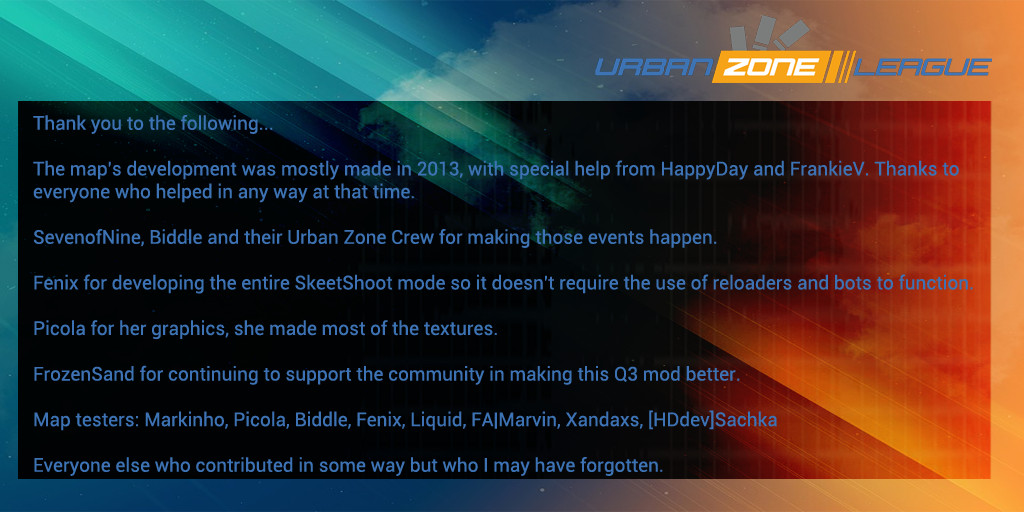 URBAN ZONE LEAGUE
Thank you to the following...
The map's development was mostly made in 2013, with special help from HappyDay and FrankieV. Thanks to
everyone who helped in any way at that time.
SevenofNine, Biddle and their Urban Zone Crew for making those events happen.
Fenix for developing the entire SkeetShoot mode so it doesn't require the use of reloaders and bots to function.
Picola for her graphics, she made most of the textures.
FrozenSand for continuing to support the community in making this Q3 mod better.
Map testers: Markinho, Picola, Biddle, Fenix, Liquid, FA|Marvin, Xandaxs, [HDdev]Sachka
Everyone else who contributed in some way but who I may have forgotten.